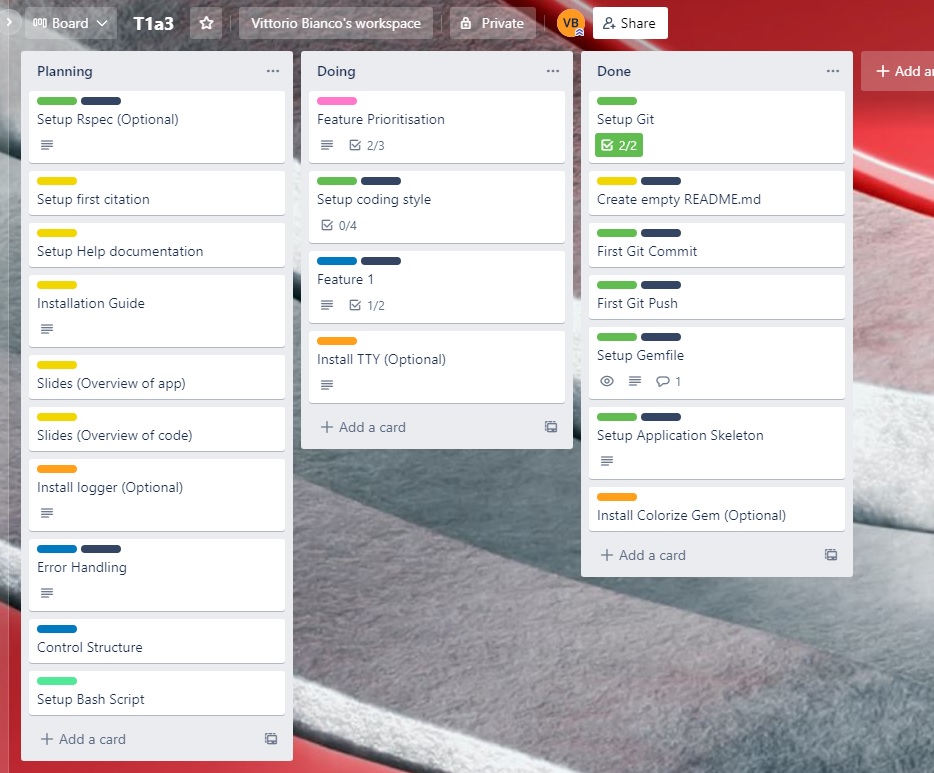 Board
T1a3
Vittorio Bianco's workspace
Private
VB
Share
Planning
Setup Rspec (Optional)
Setup first citation
Setup Help documentation
Installation Guide
Slides (Overview of app)
Slides (Overview of code)
Install logger (Optional)
Error Handling
Control Structure
Setup Bash Script
+ Add a card
Doing
Feature Prioritisation
2/3
Setup coding style
0/4
Feature 1
1/2
Install TTY (Optional)
+ Add a card
Done
Setup Git
2/2
Create empty README.md
First Git Commit
First Git Push
Setup Gemfile
1
Setup Application Skeleton
Install Colorize Gem (Optional)
+ Add a card
+ Add